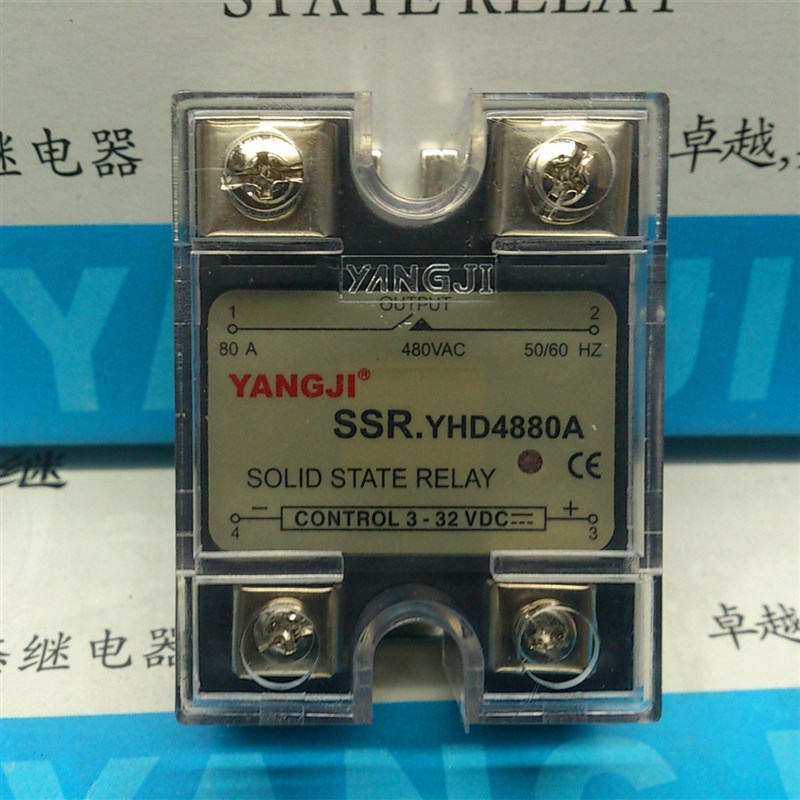 STATE RELAY
继电器
卓越,
YANGJI
OUTPUT
1 2
80 A 480VAC 50/60 HZ
YANGJI®
SSR.YHD4880A
SOLID STATE RELAY CE
− CONTROL 3 - 32 VDC⎓ +
4 3
继
继电器
卓越
YANGJI